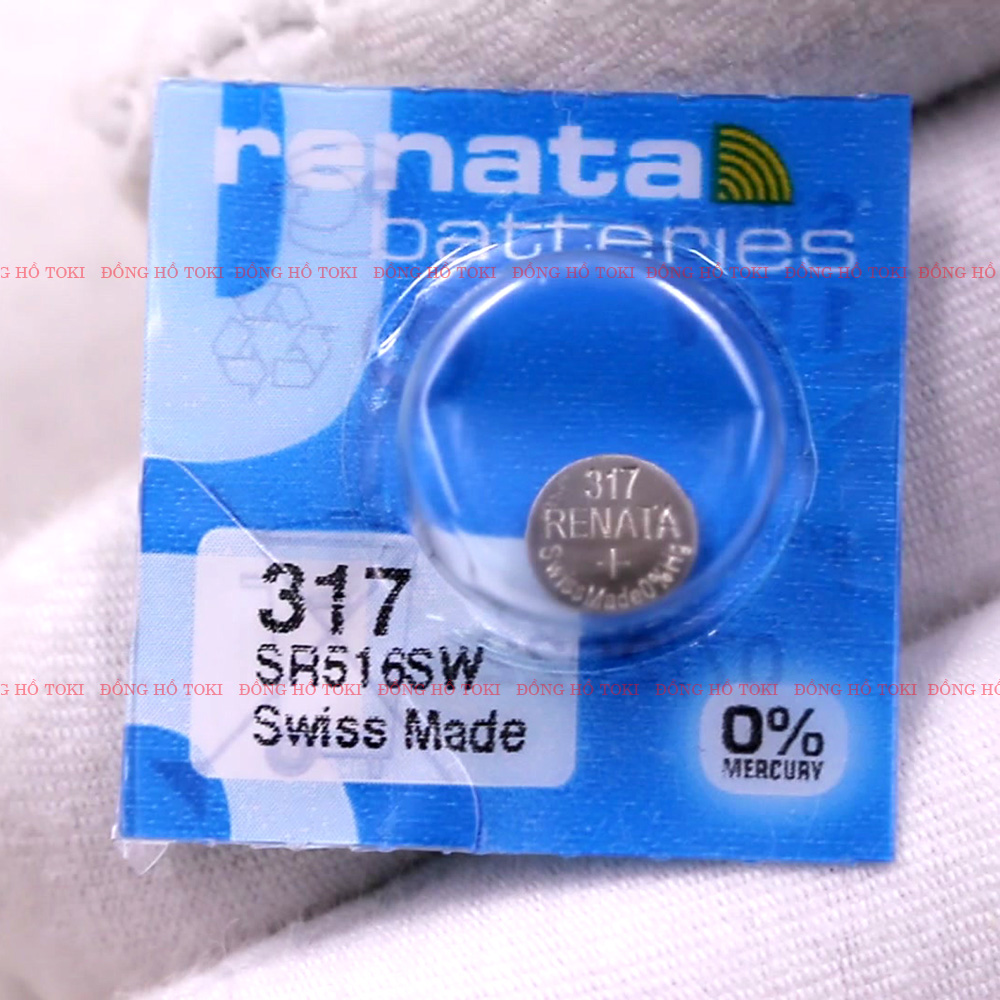 renata
batteries
ĐỒNG HỒ TOKI ĐỒNG HỒ TOKI ĐỒNG HỒ TOKI ĐỒNG HỒ TOKI ĐỒNG HỒ TOKI ĐỒNG HỒ TOKI ĐỒNG HỒ
317
RENATA
+
SwissMade0%Hg
317
SR516SW
ĐỒNG HỒ TOKI ĐỒNG HỒ TOKI ĐỒNG HỒ TOKI ĐỒNG HỒ TOKI ĐỒNG HỒ TOKI ĐỒNG HỒ TOKI ĐỒNG HỒ
Swiss Made
0%
MERCURY